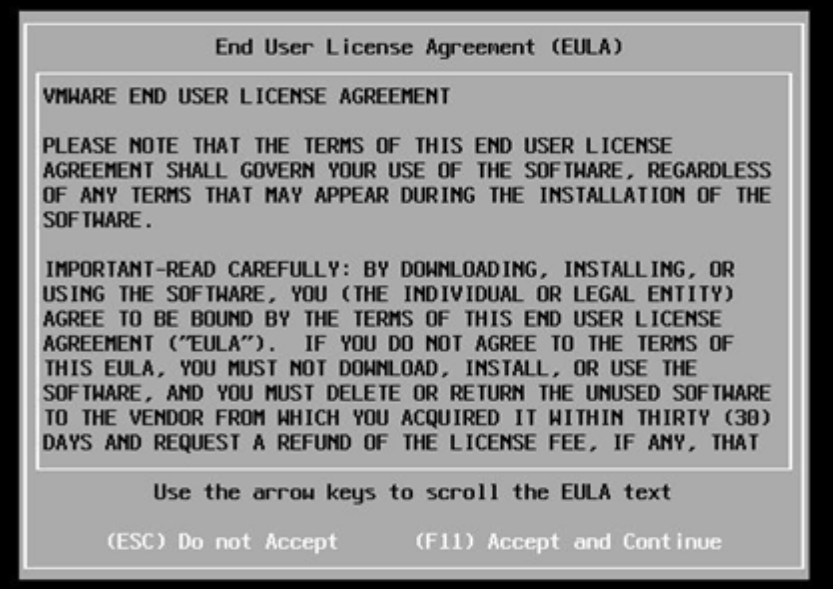 End User License Agreement (EULA)
VMWARE END USER LICENSE AGREEMENT
PLEASE NOTE THAT THE TERMS OF THIS END USER LICENSE
AGREEMENT SHALL GOVERN YOUR USE OF THE SOFTWARE, REGARDLESS
OF ANY TERMS THAT MAY APPEAR DURING THE INSTALLATION OF THE
SOFTWARE.
IMPORTANT-READ CAREFULLY: BY DOWNLOADING, INSTALLING, OR
USING THE SOFTWARE, YOU (THE INDIVIDUAL OR LEGAL ENTITY)
AGREE TO BE BOUND BY THE TERMS OF THIS END USER LICENSE
AGREEMENT ("EULA").  IF YOU DO NOT AGREE TO THE TERMS OF
THIS EULA, YOU MUST NOT DOWNLOAD, INSTALL, OR USE THE
SOFTWARE, AND YOU MUST DELETE OR RETURN THE UNUSED SOFTWARE
TO THE VENDOR FROM WHICH YOU ACQUIRED IT WITHIN THIRTY (30)
DAYS AND REQUEST A REFUND OF THE LICENSE FEE, IF ANY, THAT
Use the arrow keys to scroll the EULA text
(ESC) Do not Accept (F11) Accept and Continue